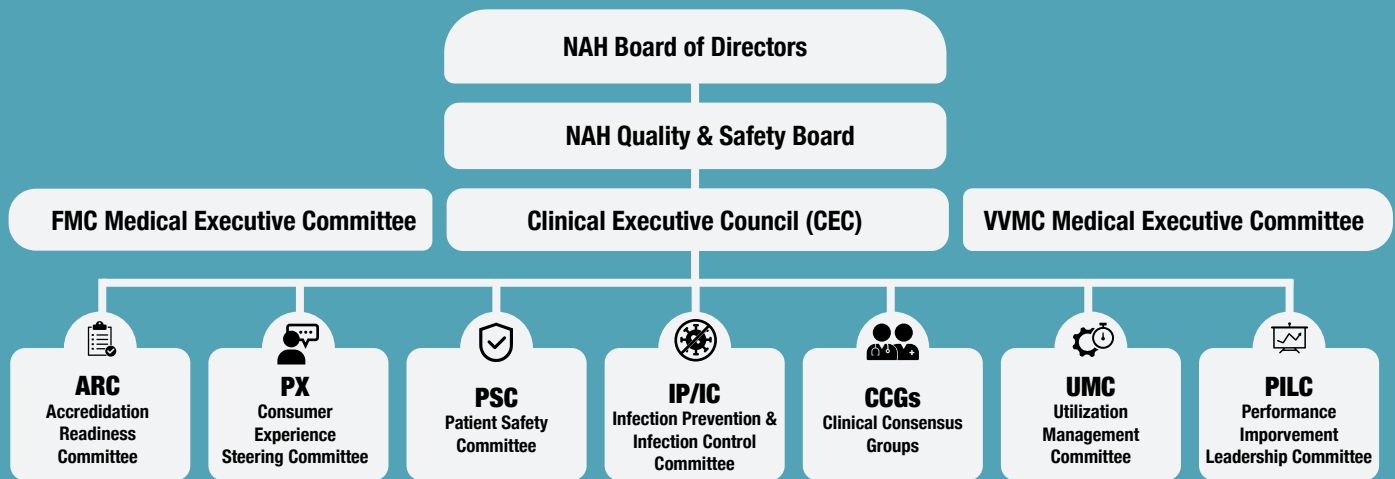 NAH Board of Directors
NAH Quality & Safety Board
FMC Medical Executive Committee
Clinical Executive Council (CEC)
VVMC Medical Executive Committee
ARC
Accredidation
Readiness
Committee
PX
Consumer
Experience
Steering Committee
PSC
Patient Safety
Committee
IP/IC
Infection Prevention &
Infection Control
Committee
CCGs
Clinical Consensus
Groups
UMC
Utilization
Management
Committee
PILC
Performance
Imporvement
Leadership Committee